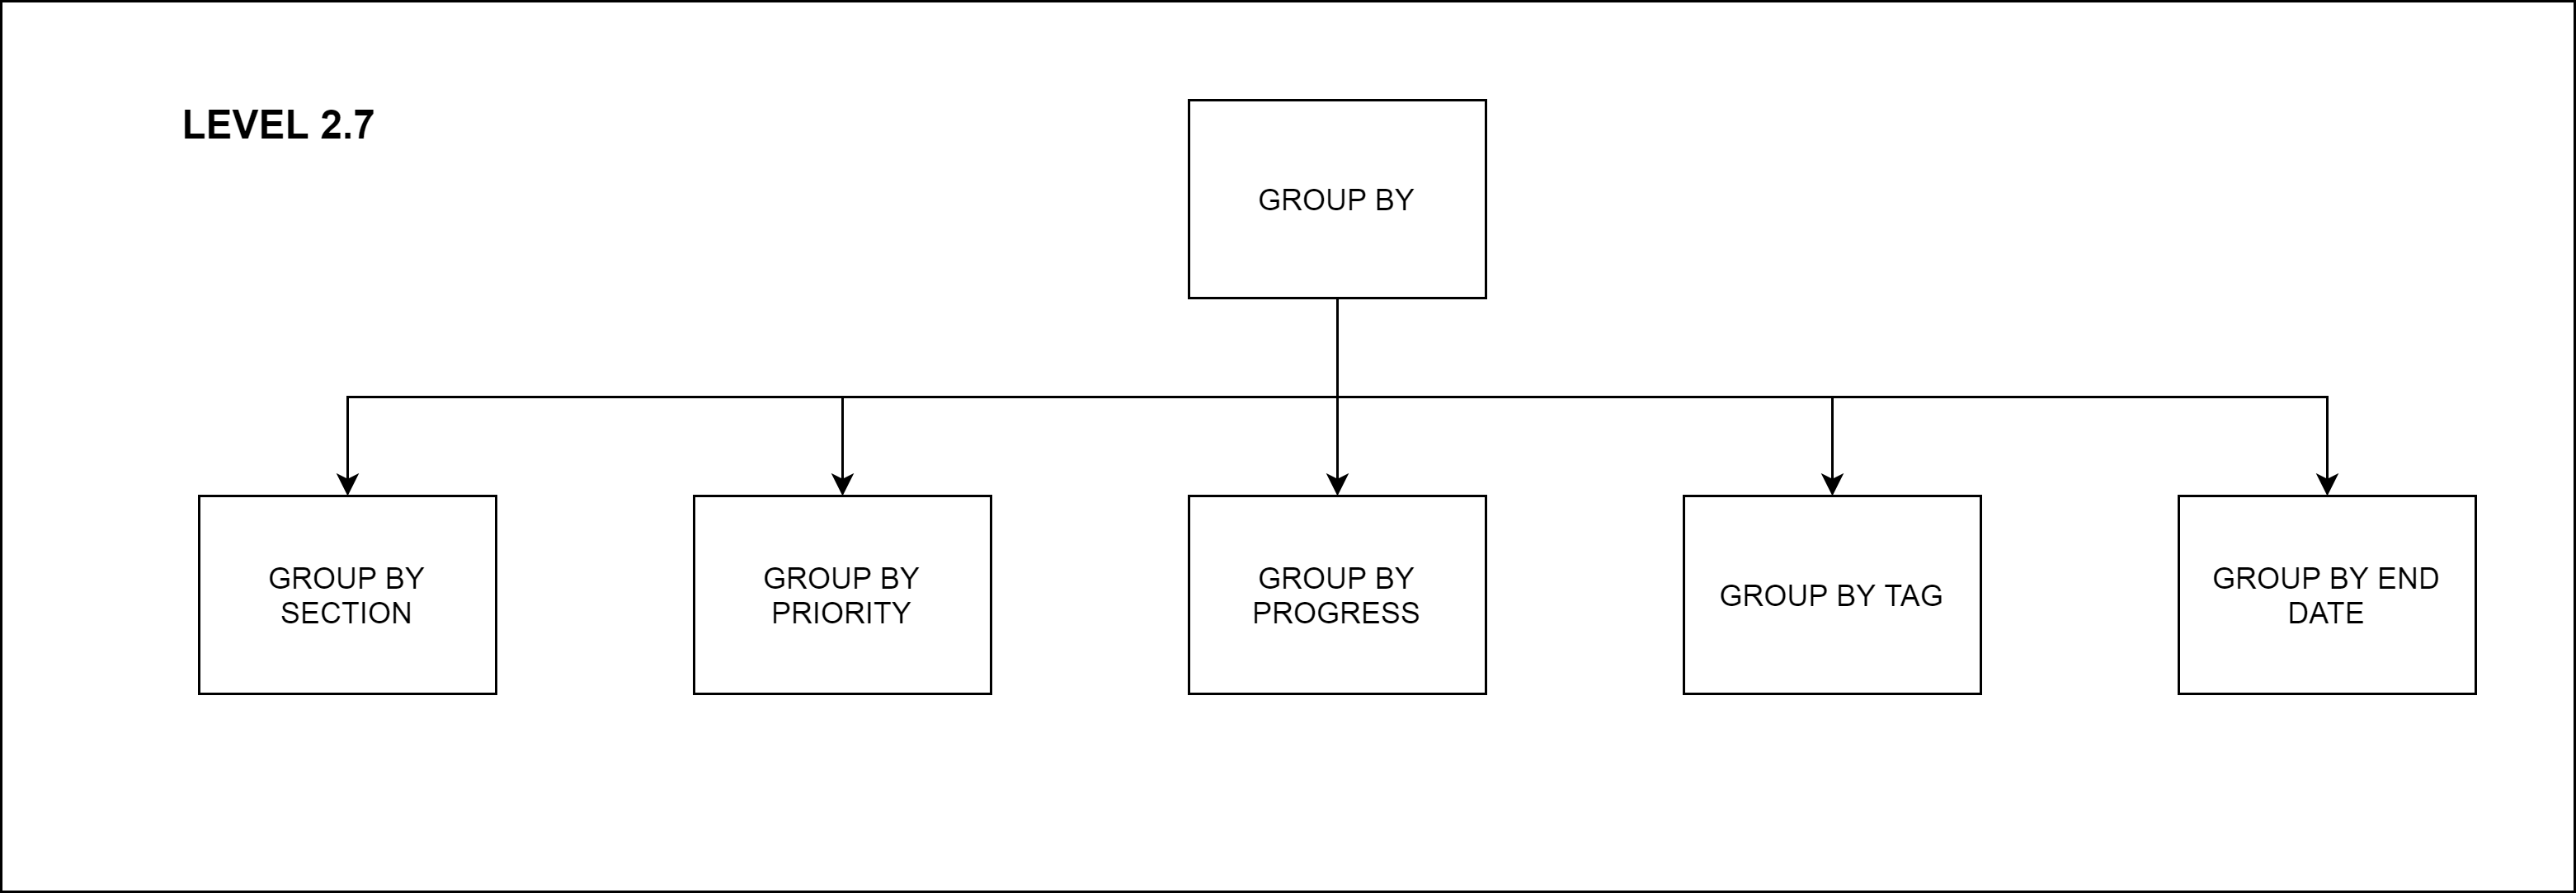 LEVEL 2.7
GROUP BY
GROUP BY
SECTION
GROUP BY
PRIORITY
GROUP BY
PROGRESS
GROUP BY TAG
GROUP BY END
DATE